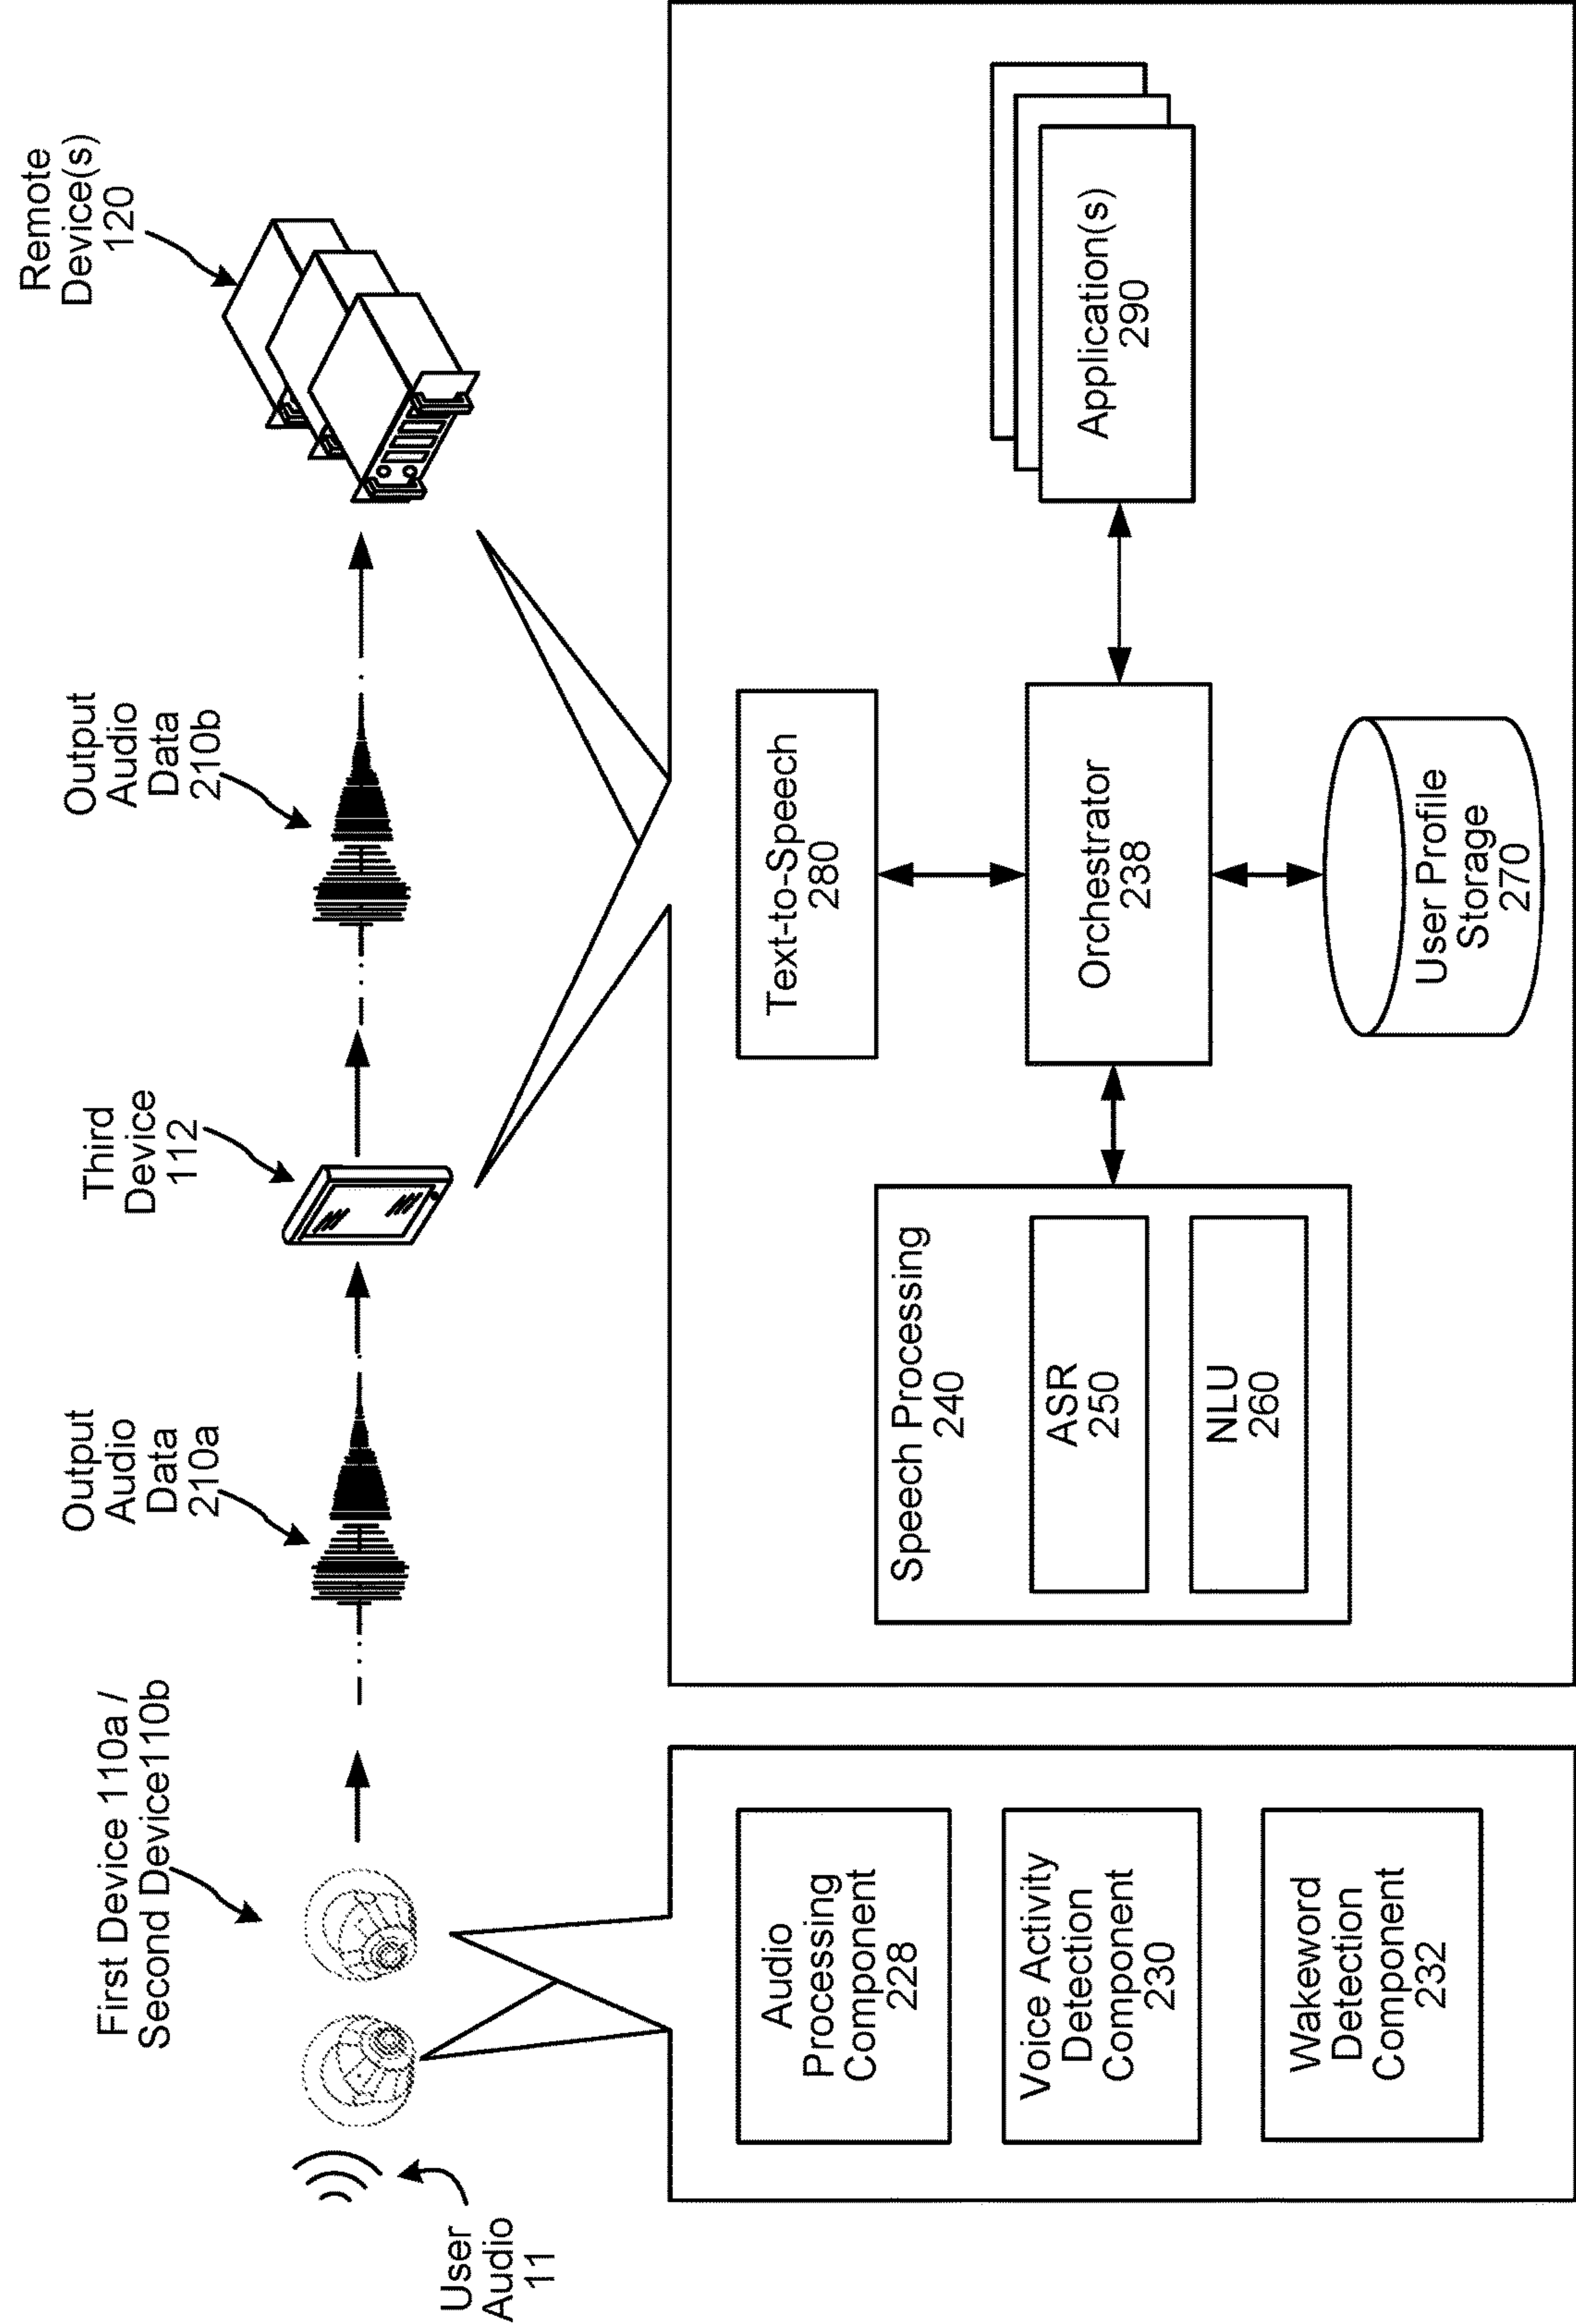 User
Audio
11
First Device 110a /
Second Device110b
Output
Audio
Data
210a
Third
Device
112
Output
Audio
Data
210b
Remote
Device(s)
120
Audio
Processing
Component
228
Voice Activity
Detection
Component
230
Wakeword
Detection
Component
232
Speech Processing
240
ASR
250
NLU
260
Text-to-Speech
280
Orchestrator
238
User Profile
Storage
270
Application(s)
290